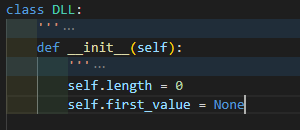 class DLL:
    '''…
    def __init__(self):
        '''…
        self.length = 0
        self.first_value = None